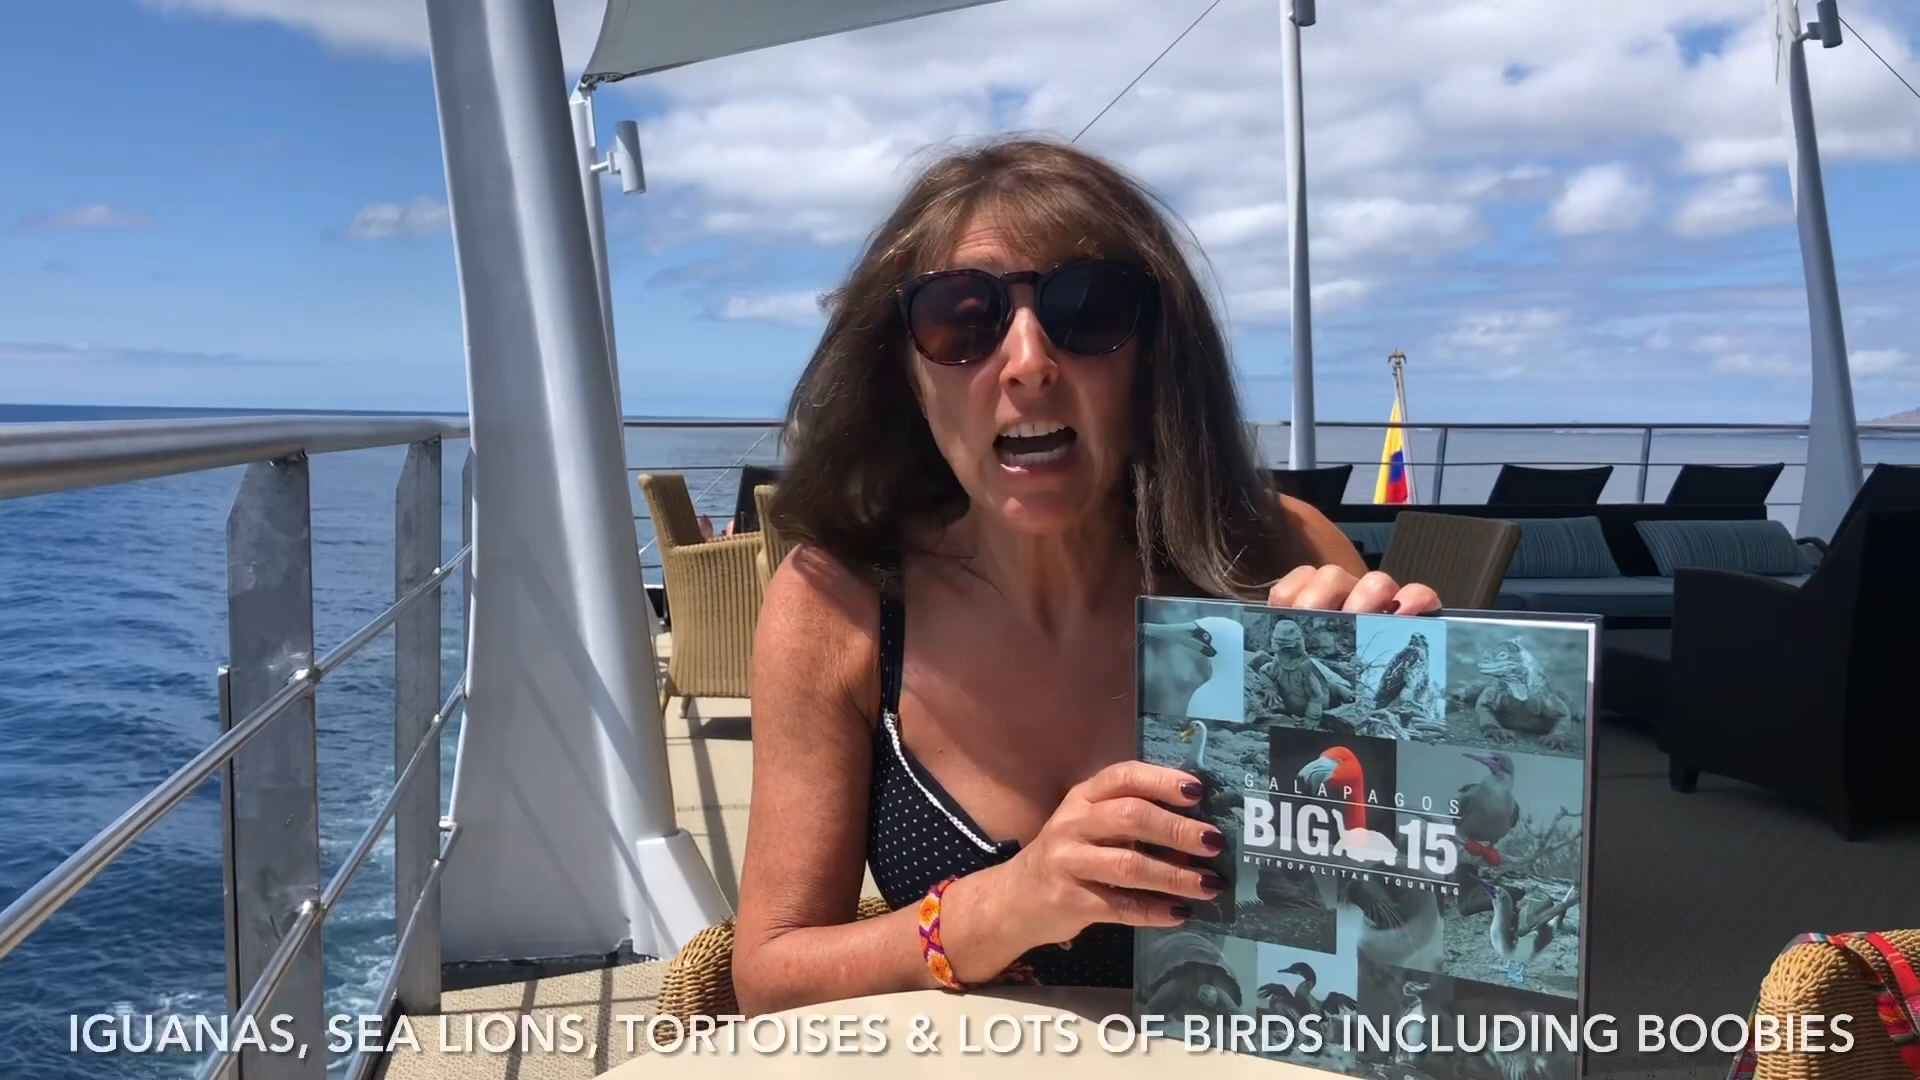 GALAPAGOS
BIG 15
METROPOLITAN TOURING
IGUANAS, SEA LIONS, TORTOISES & LOTS OF BIRDS INCLUDING BOOBIES